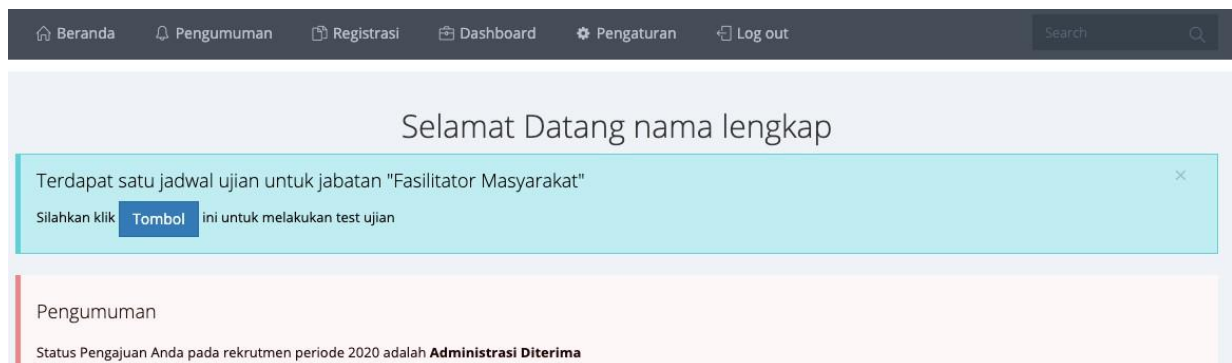 Beranda Pengumuman Registrasi Dashboard Pengaturan Log out Search
Selamat Datang nama lengkap
Terdapat satu jadwal ujian untuk jabatan "Fasilitator Masyarakat" ×
Silahkan klik Tombol ini untuk melakukan test ujian
Pengumuman
Status Pengajuan Anda pada rekrutmen periode 2020 adalah Administrasi Diterima